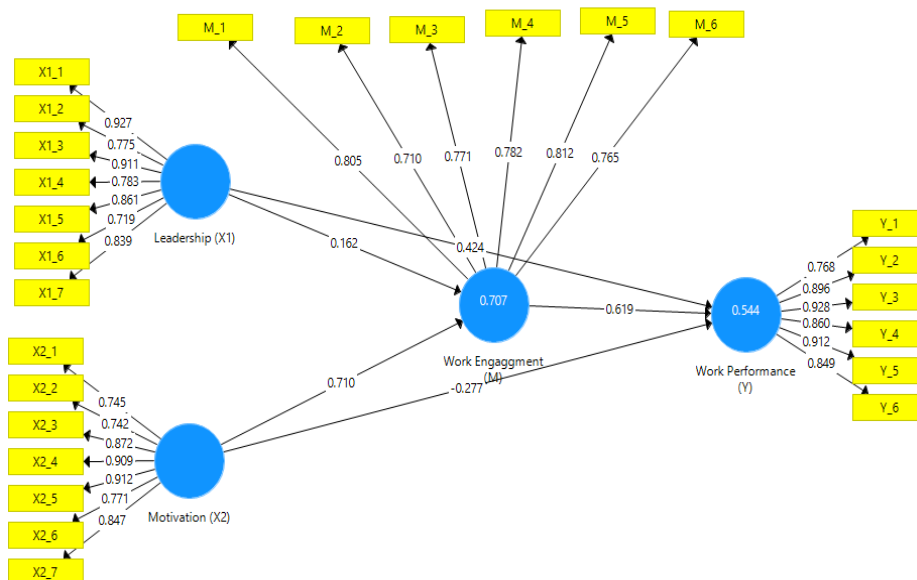 M_1
M_2
M_3
M_4
M_5
M_6
X1_1
X1_2
X1_3
X1_4
X1_5
X1_6
X1_7
0.927
0.775
0.911
0.783
0.861
0.719
0.839
Leadership (X1)
0.805
0.710
0.771
0.782
0.812
0.765
0.162
0.424
0.707
Work Engaggment
(M)
0.619
0.544
Work Performance
(Y)
0.768
0.896
0.928
0.860
0.912
0.849
Y_1
Y_2
Y_3
Y_4
Y_5
Y_6
0.710
-0.277
X2_1
X2_2
X2_3
X2_4
X2_5
X2_6
X2_7
0.745
0.742
0.872
0.909
0.912
0.771
0.847
Motivation (X2)